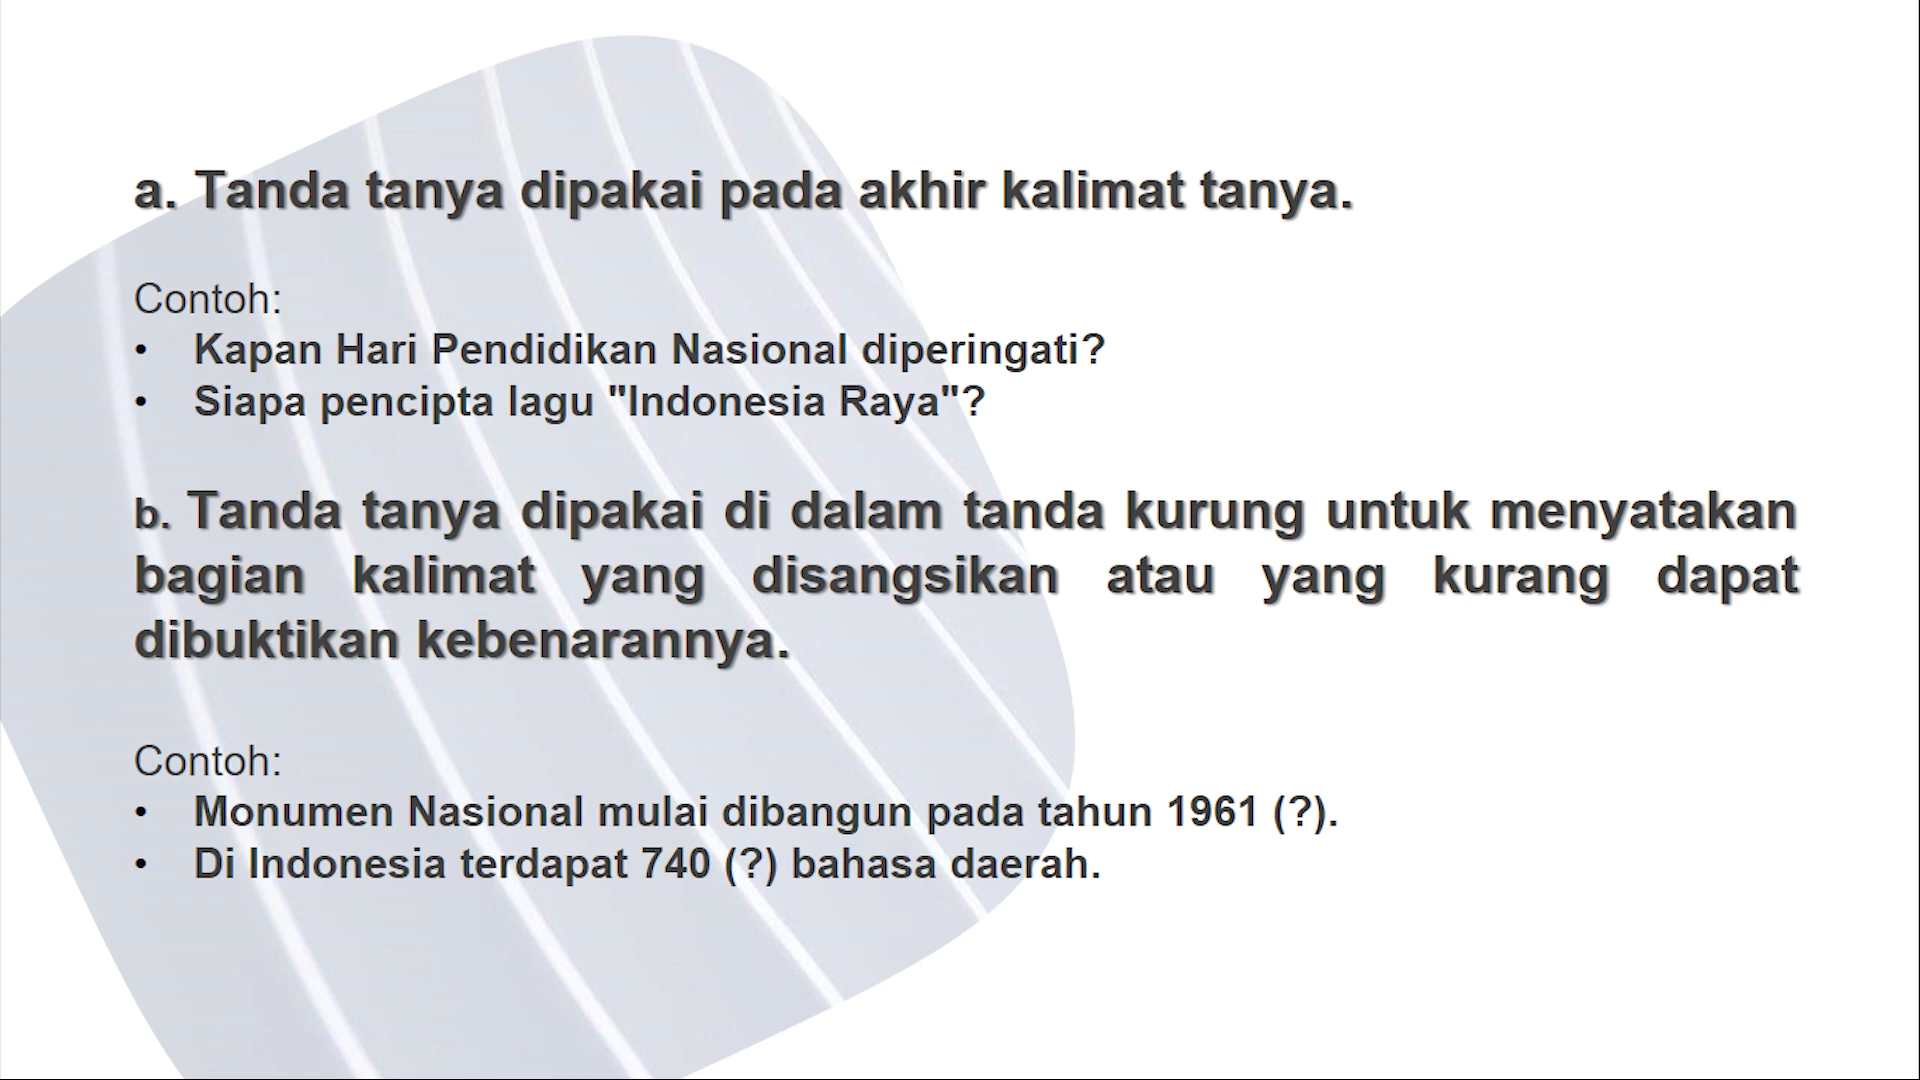 a. Tanda tanya dipakai pada akhir kalimat tanya.
Contoh:
• Kapan Hari Pendidikan Nasional diperingati?
• Siapa pencipta lagu "Indonesia Raya"?
b. Tanda tanya dipakai di dalam tanda kurung untuk menyatakan
bagian kalimat yang disangsikan atau yang kurang dapat
dibuktikan kebenarannya.
Contoh:
• Monumen Nasional mulai dibangun pada tahun 1961 (?).
• Di Indonesia terdapat 740 (?) bahasa daerah.